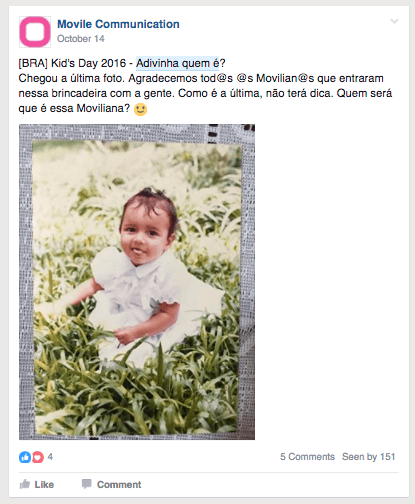 Movile Communication
October 14
[BRA] Kid's Day 2016 - Adivinha quem é?
Chegou a última foto. Agradecemos tod@s @s Movilian@s que entraram
nessa brincadeira com a gente. Como é a última, não terá dica. Quem será
que é essa Moviliana?
4
5 Comments Seen by 151
Like Comment